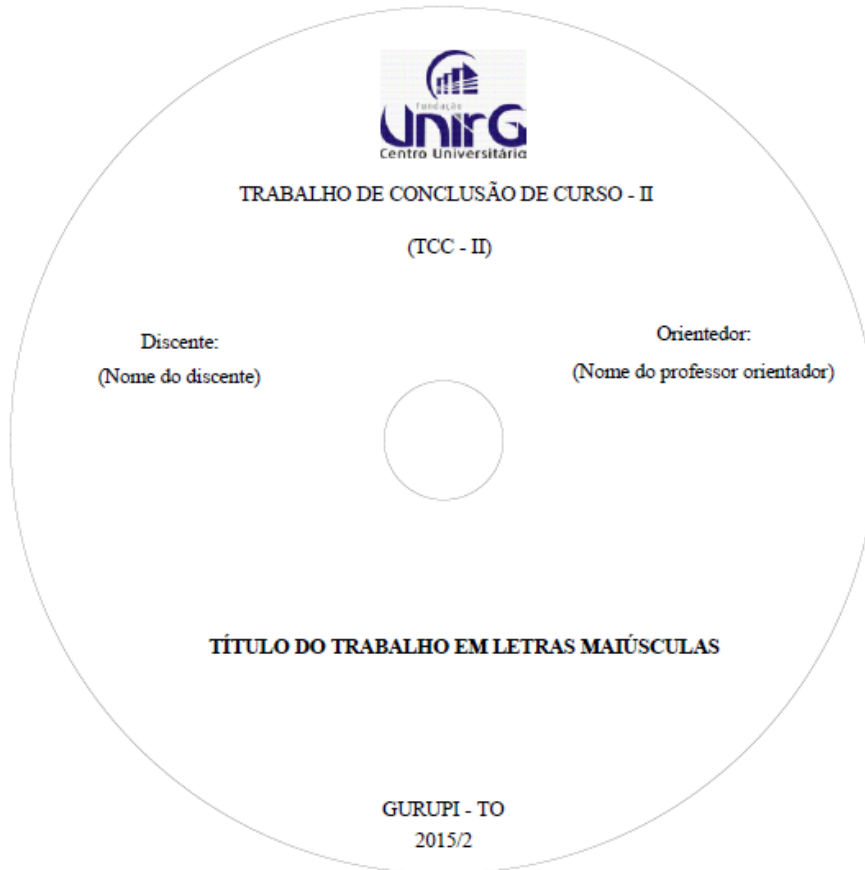 Fundação
UnirG
Centro Universitário
TRABALHO DE CONCLUSÃO DE CURSO - II
(TCC - II)
Discente:
(Nome do discente)
Orientedor:
(Nome do professor orientador)
TÍTULO DO TRABALHO EM LETRAS MAIÚSCULAS
GURUPI - TO
2015/2